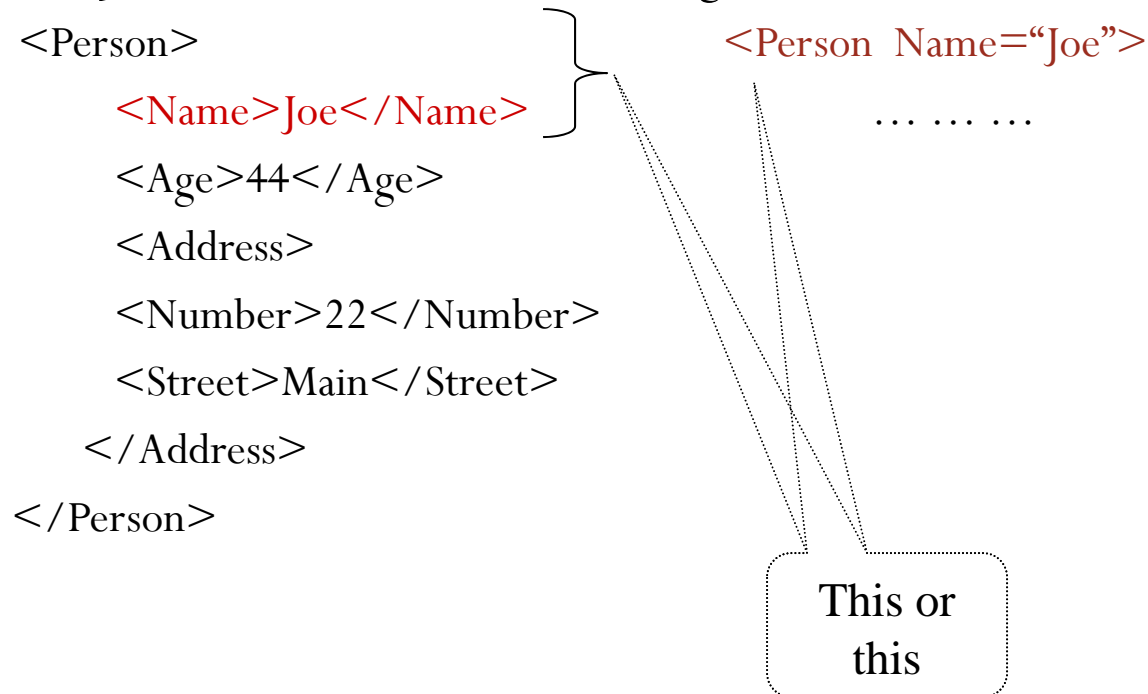 <Person>
<Name>Joe</Name>
<Age>44</Age>
<Address>
<Number>22</Number>
<Street>Main</Street>
</Address>
</Person>
<Person Name=“Joe”>
… … …
This or
this